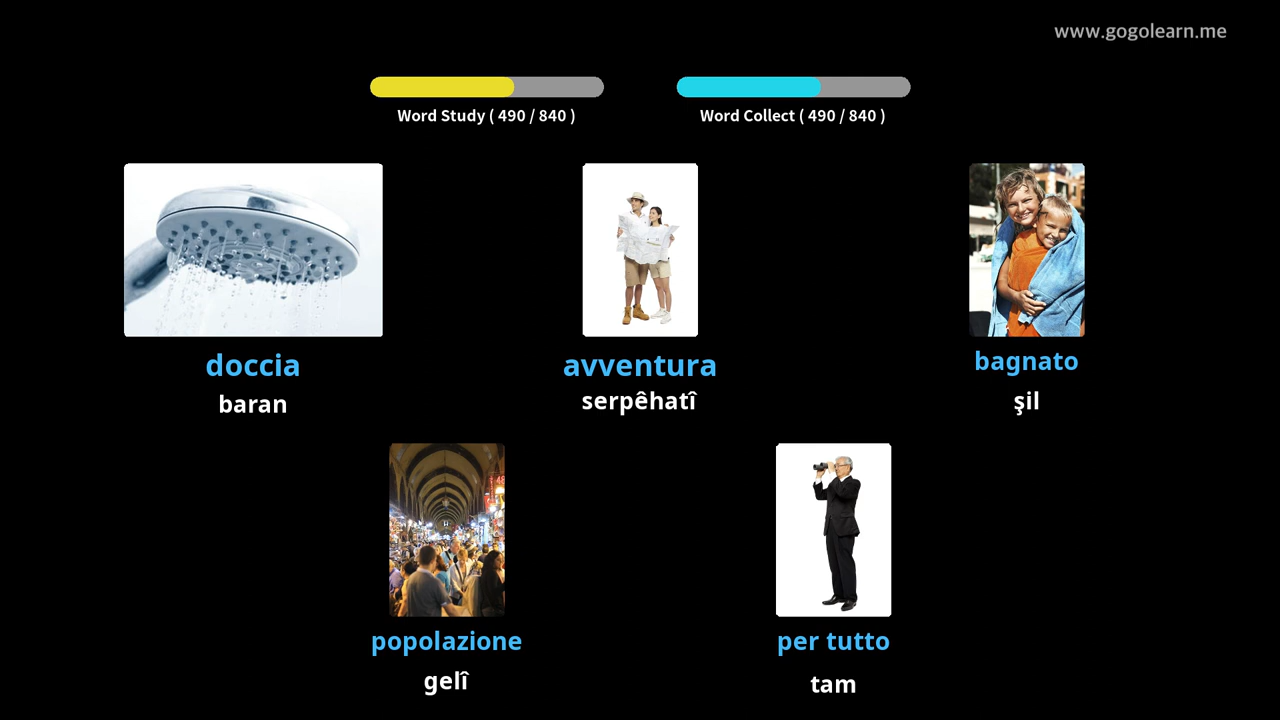 www.gogolearn.me
Word Study ( 490 / 840 )
Word Collect ( 490 / 840 )
doccia
baran
avventura
serpêhatî
bagnato
şil
popolazione
gelî
per tutto
tam